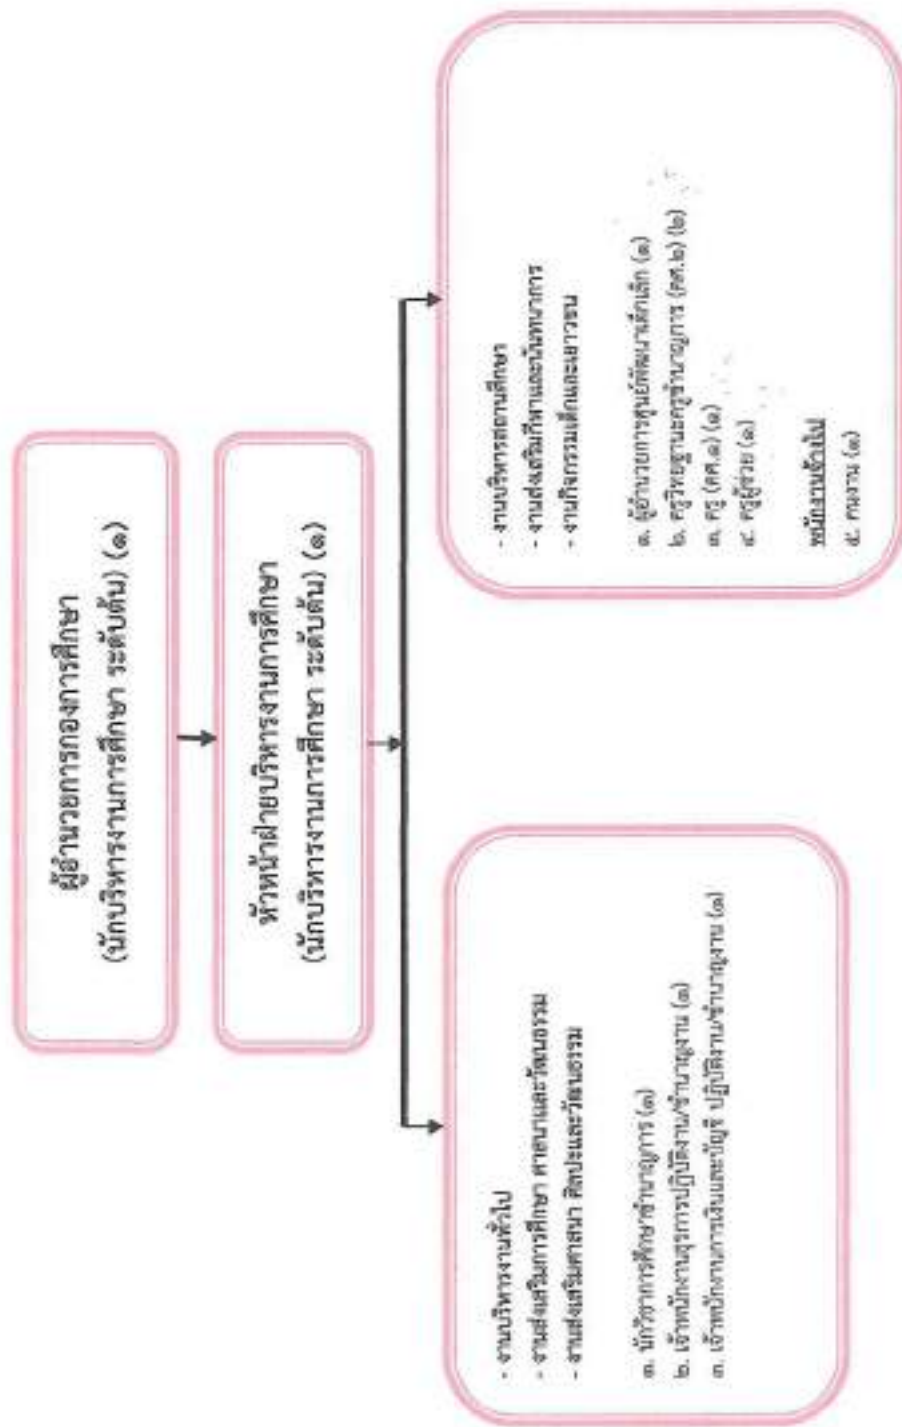 ผู้อำนวยการกองการศึกษา
(นักบริหารงานการศึกษา ระดับต้น) (๑)
หัวหน้าฝ่ายบริหารงานการศึกษา
(นักบริหารงานการศึกษา ระดับต้น) (๑)
- งานบริหารงานทั่วไป
- งานส่งเสริมการศึกษา ศาสนาและวัฒนธรรม
- งานส่งเสริมศาสนา ศิลปะและวัฒนธรรม
๑. นักวิชาการศึกษาชำนาญการ (๑)
๒. เจ้าพนักงานธุรการปฏิบัติงาน/ชำนาญงาน (๑)
๓. เจ้าพนักงานการเงินและบัญชี ปฏิบัติงาน/ชำนาญงาน (๑)
- งานบริหารสถานศึกษา
- งานส่งเสริมกีฬาและนันทนาการ
- งานกิจกรรมเด็กและเยาวชน
๑. ผู้อำนวยการศูนย์พัฒนาเด็กเล็ก (๑)
๒. ครูวิทยฐานะครูชำนาญการ (คศ.๒) (๒)
๓. ครู (คศ.๑) (๑)
๔. ครูผู้ช่วย (๑)
พนักงานจ้างทั่วไป
๕. คนงาน (๑)